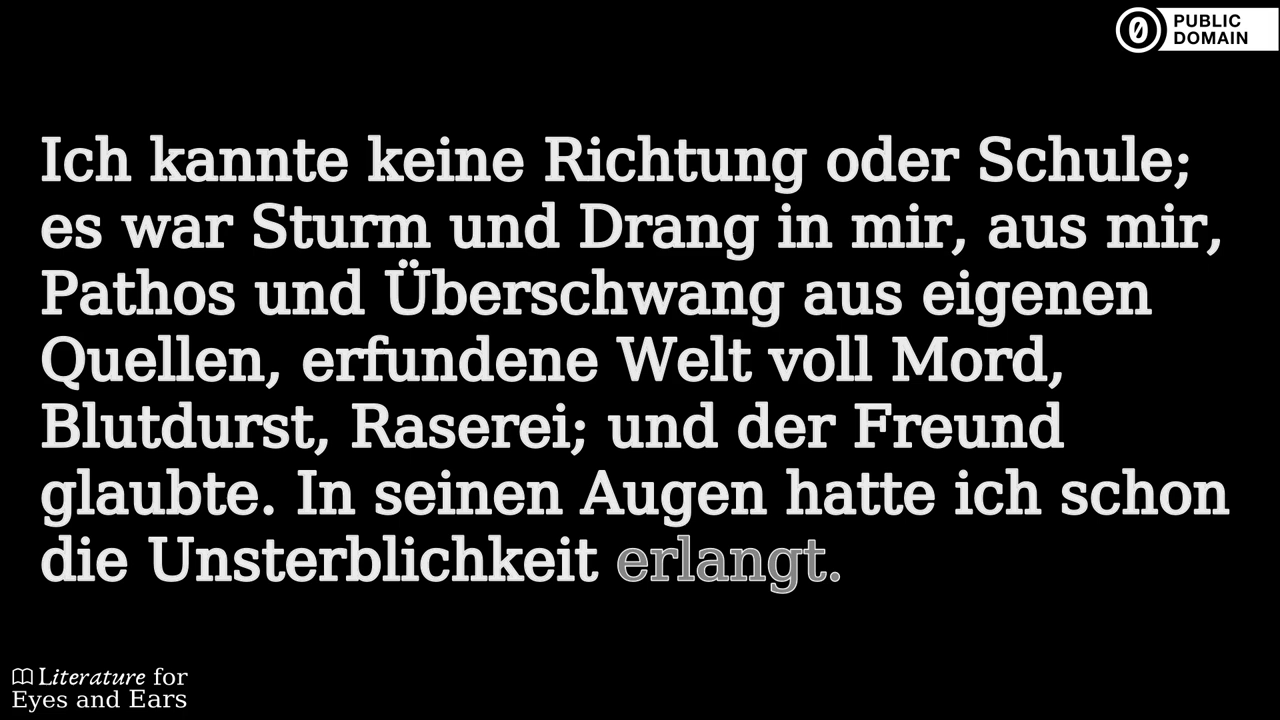 PUBLIC
DOMAIN
Ich kannte keine Richtung oder Schule;
es war Sturm und Drang in mir, aus mir,
Pathos und Überschwang aus eigenen
Quellen, erfundene Welt voll Mord,
Blutdurst, Raserei; und der Freund
glaubte. In seinen Augen hatte ich schon
die Unsterblichkeit erlangt.
Literature for
Eyes and Ears